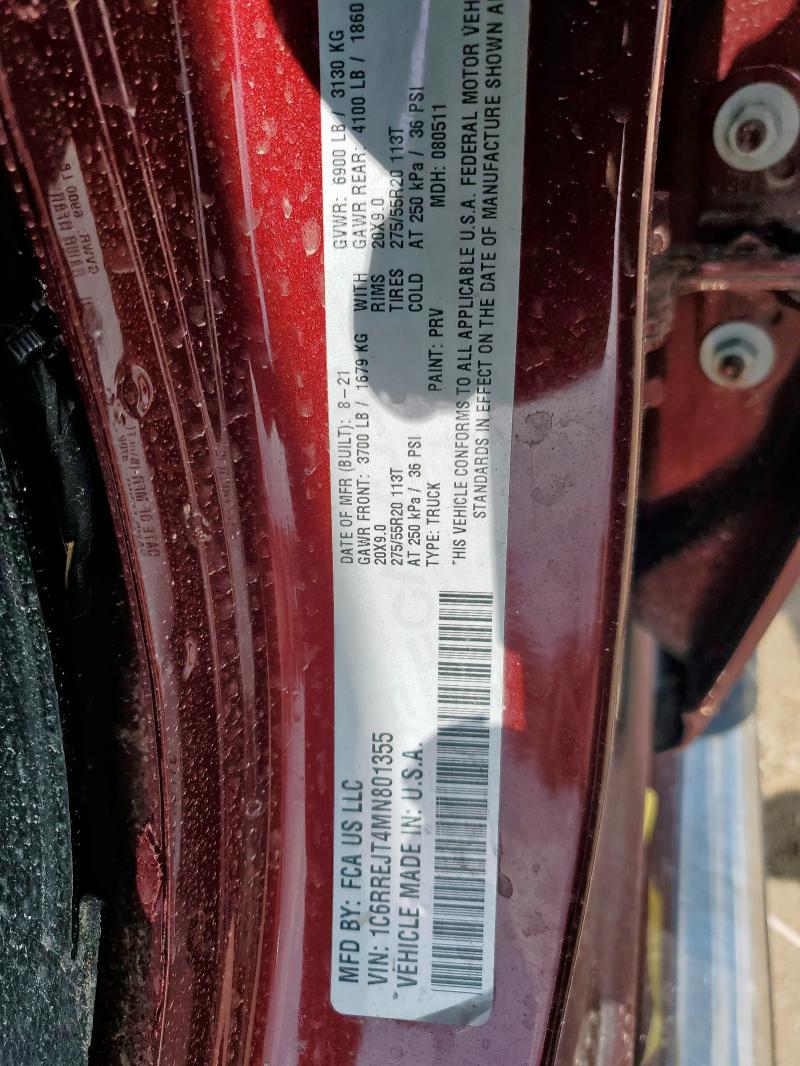 MFD BY: FCA US LLC
VIN: 1C6RREJT4MN801355
VEHICLE MADE IN: U.S.A.
DATE OF MFR (BUILT): 8-21 GVWR: 6900 LB / 3130 KG
GAWR FRONT: 3700 LB / 1679 KG WITH GAWR REAR: 4100 LB / 1860
20X9.0 RIMS 20X9.0
275/55R20 113T TIRES 275/55R20 113T
AT 250 kPa / 36 PSI COLD AT 250 kPa / 36 PSI
TYPE: TRUCK PAINT: PRV MDH: 080511
THIS VEHICLE CONFORMS TO ALL APPLICABLE U.S.A. FEDERAL MOTOR VEH
STANDARDS IN EFFECT ON THE DATE OF MANUFACTURE SHOWN A